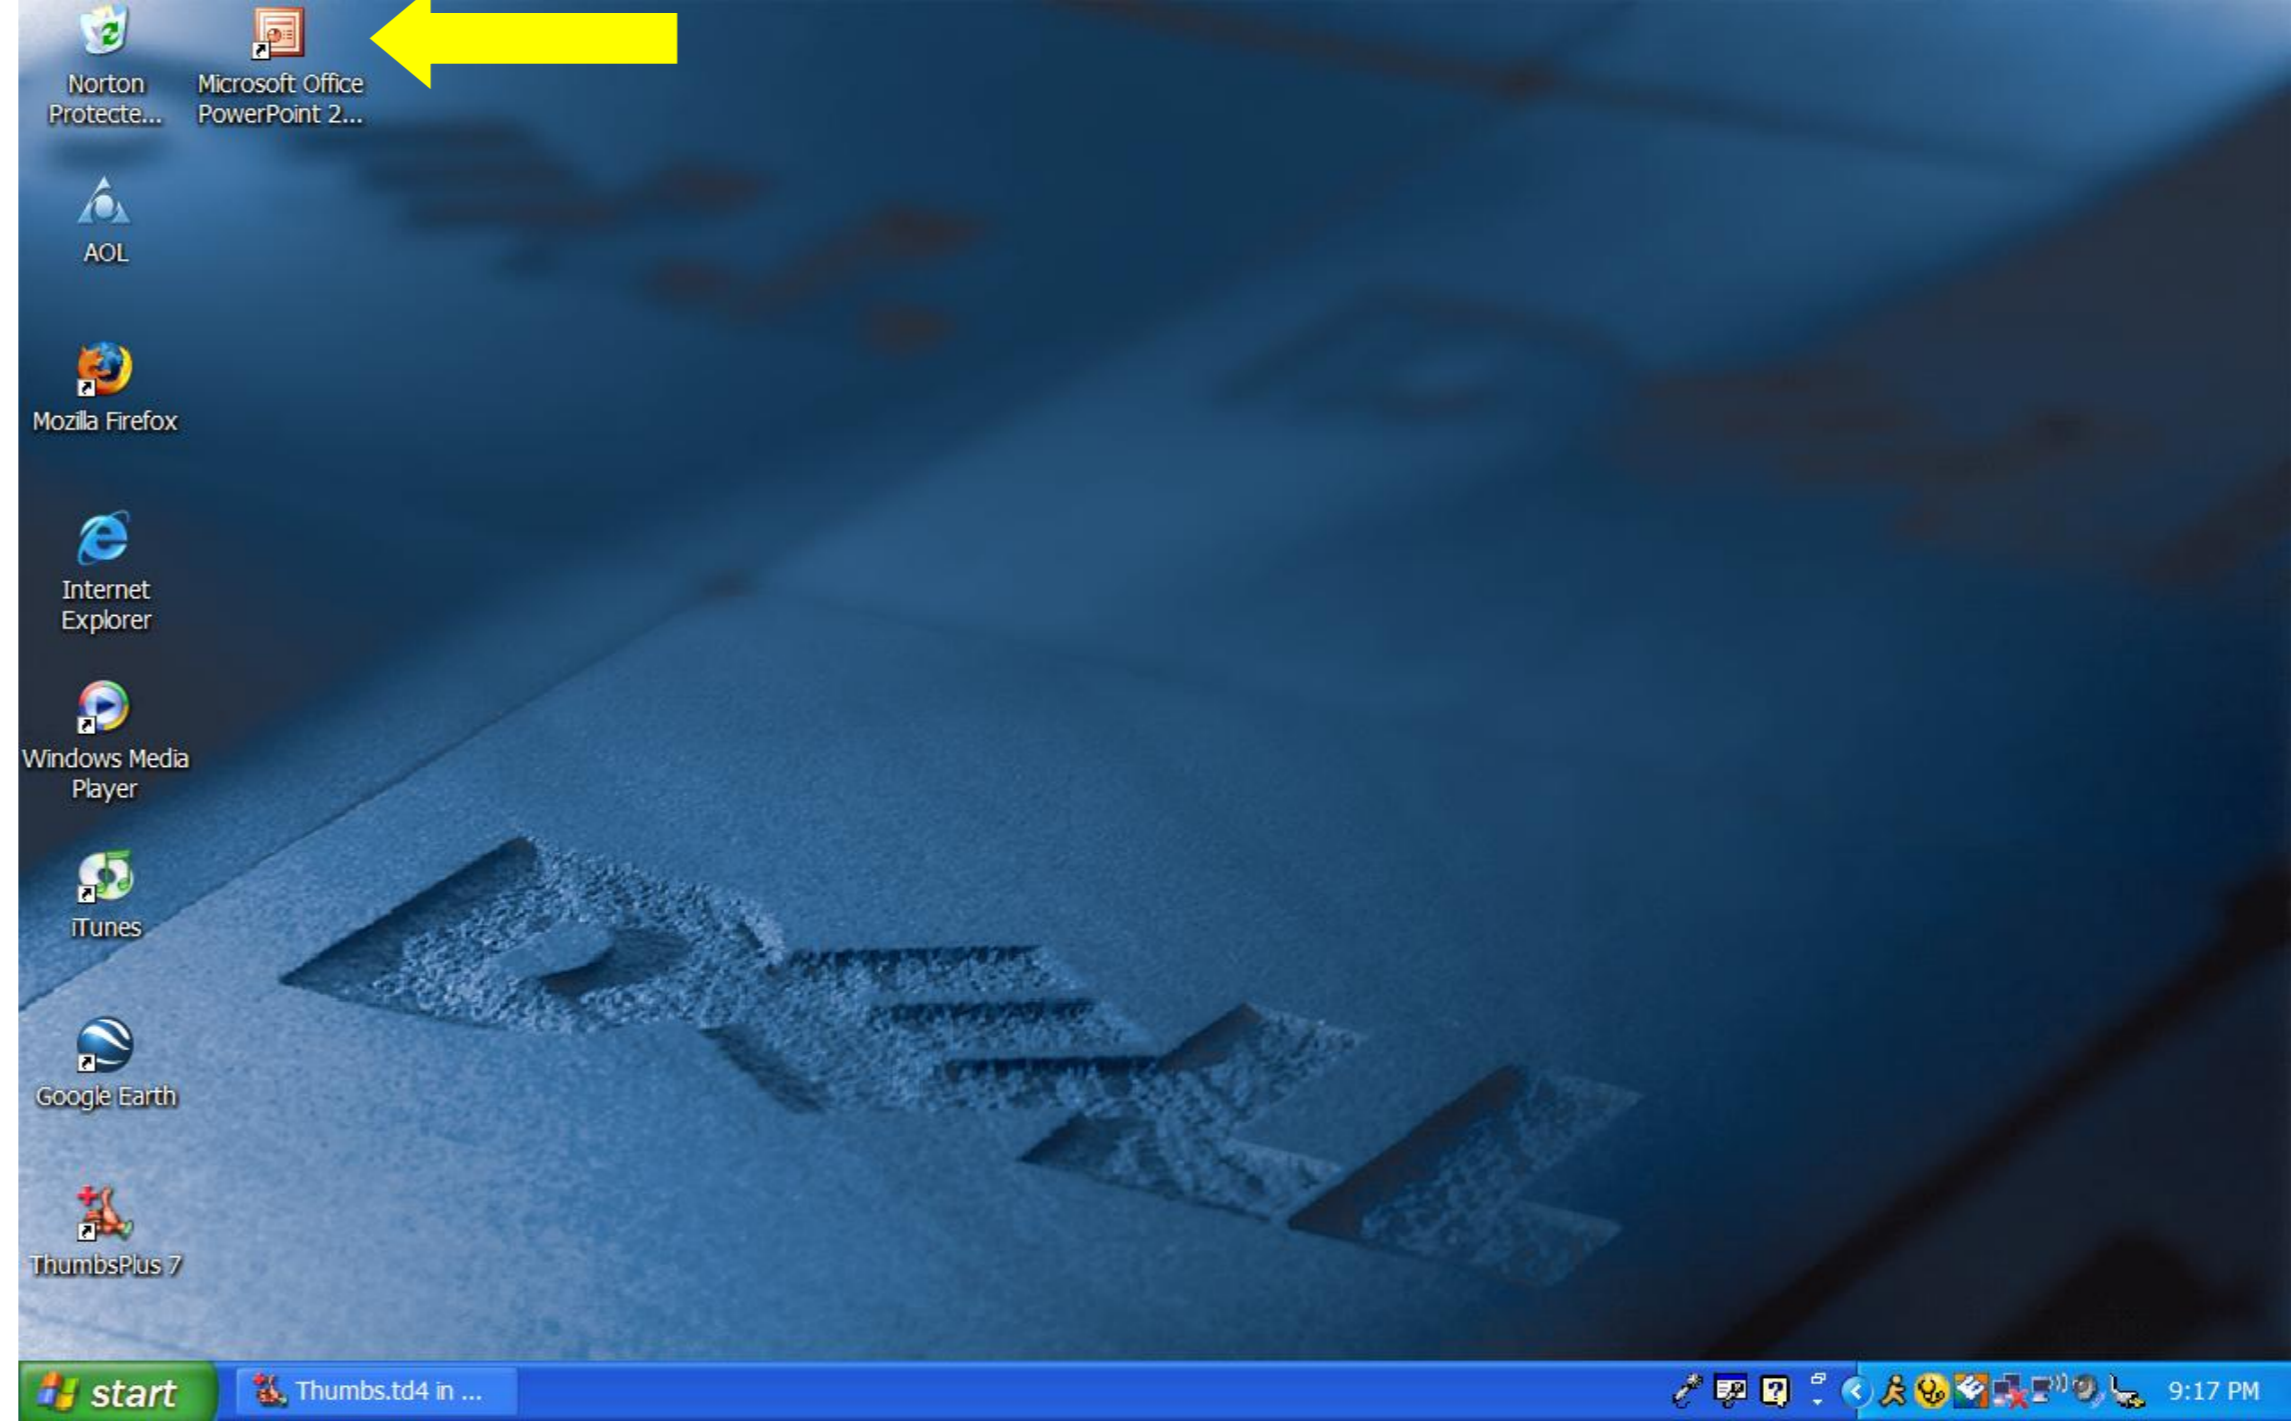 Norton
Protecte...
Microsoft Office
PowerPoint 2...
AOL
Mozilla Firefox
Internet
Explorer
Windows Media
Player
iTunes
Google Earth
ThumbsPlus 7
DELL
start
Thumbs.td4 in ...
9:17 PM